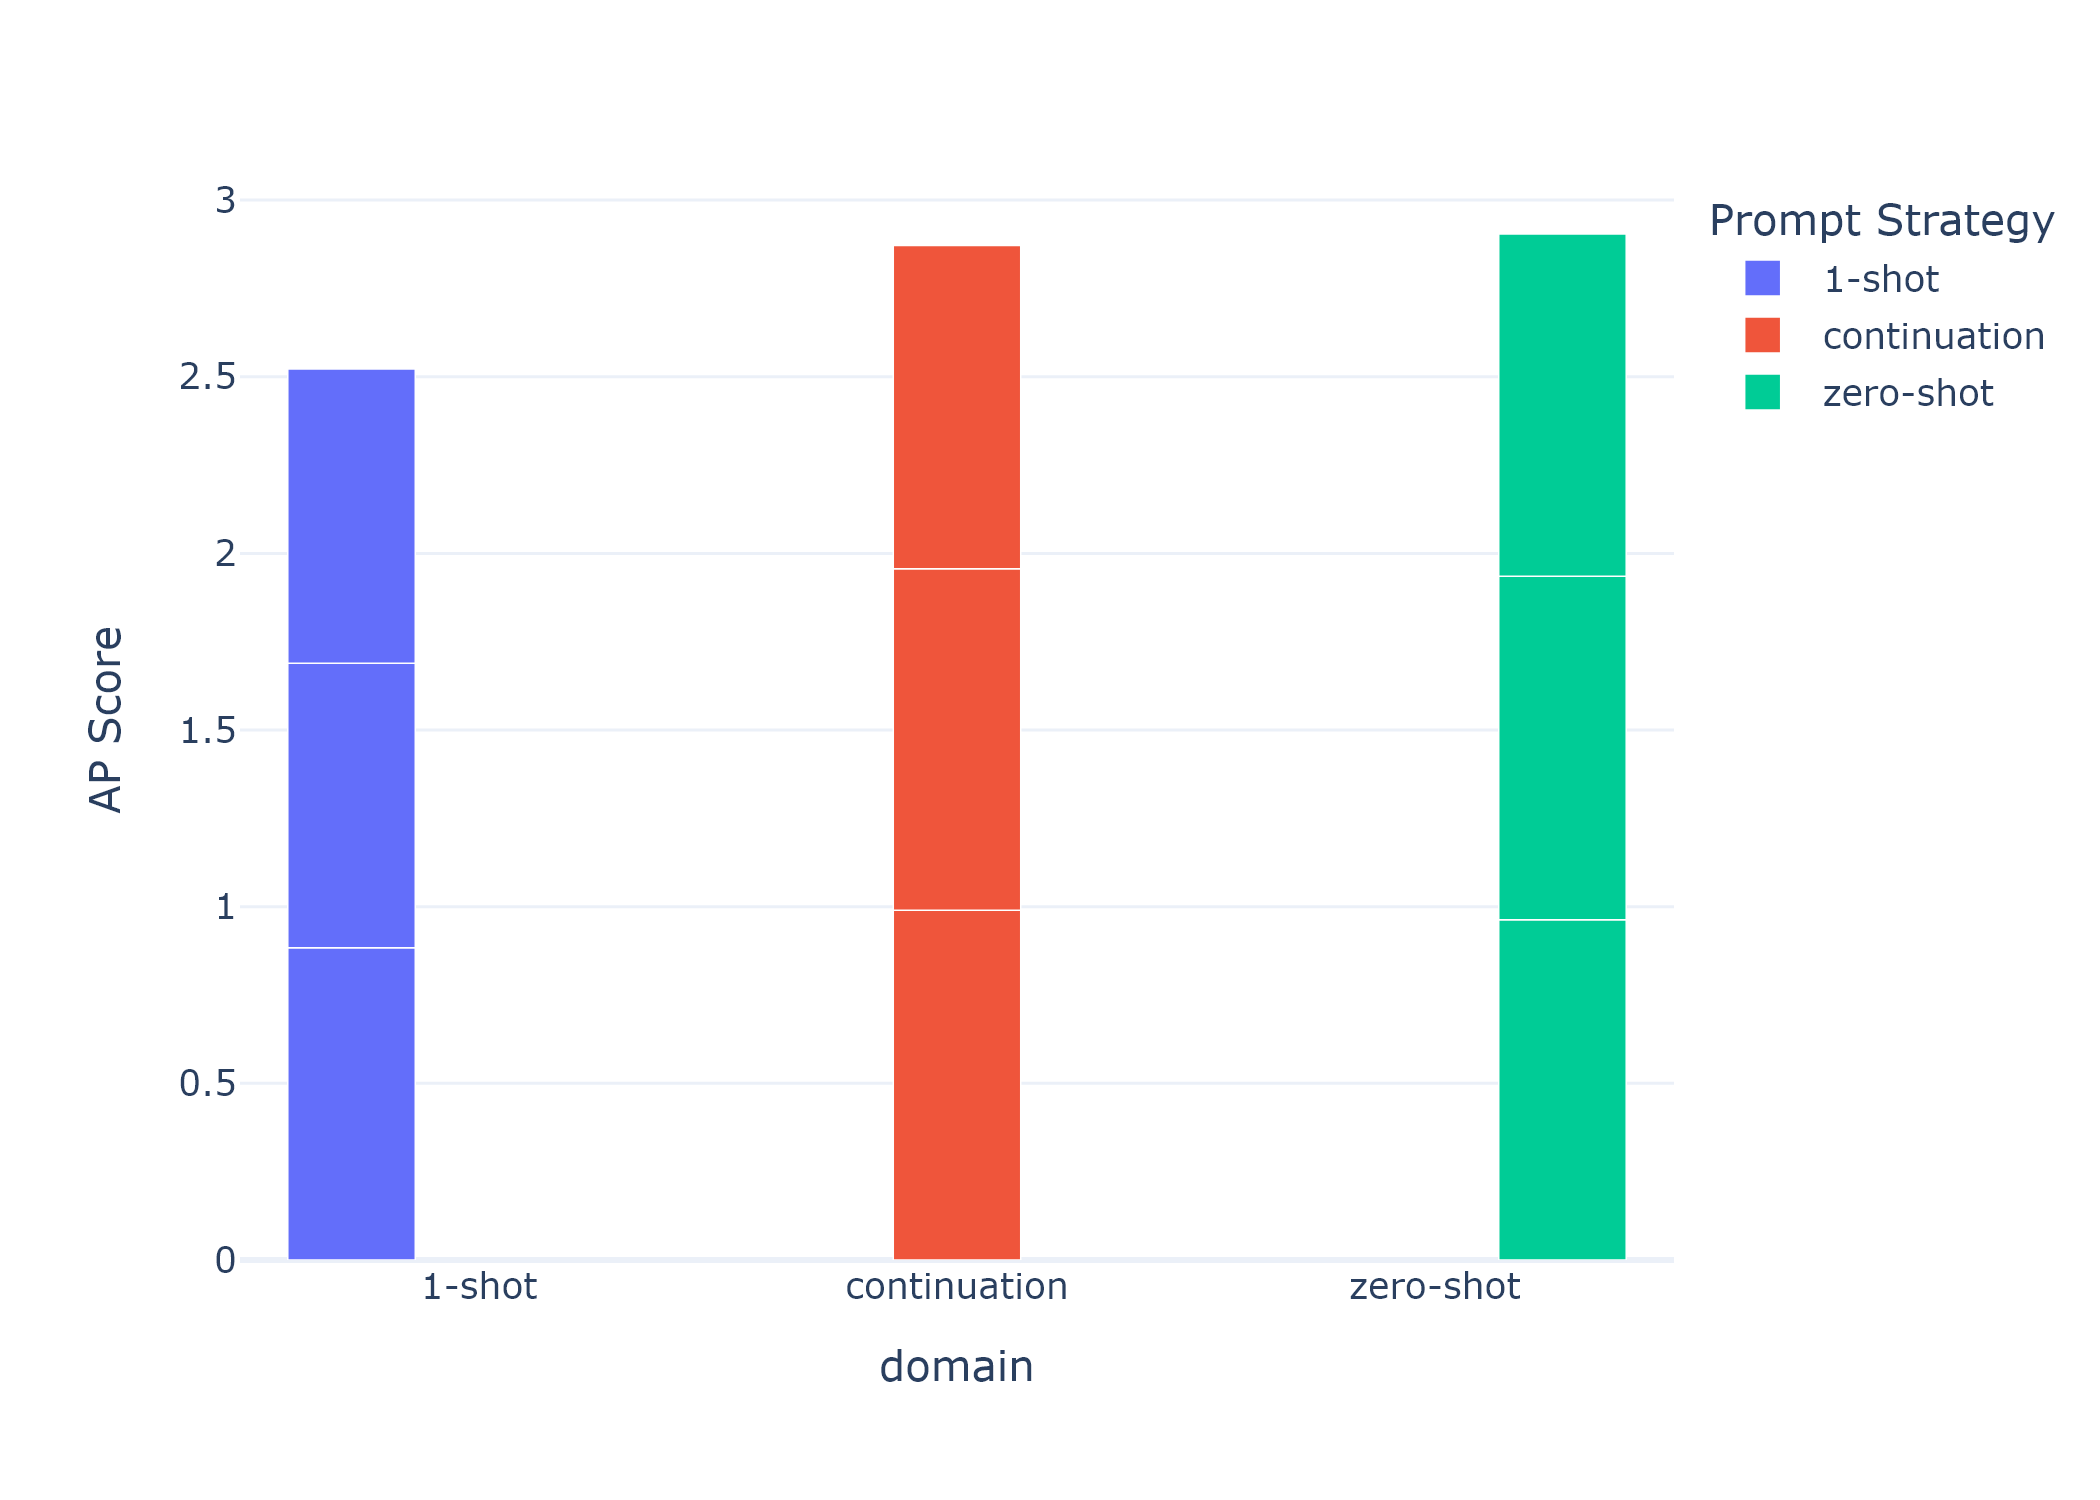 3
2.5
2
1.5
1
0.5
0
AP Score
1-shot
continuation
zero-shot
domain
Prompt Strategy
1-shot
continuation
zero-shot